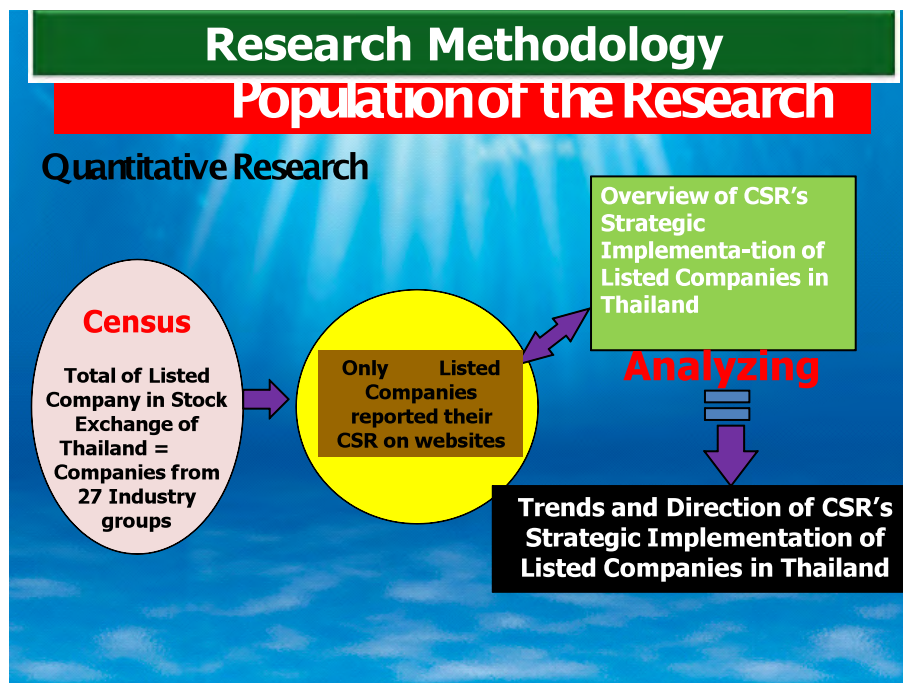 Research Methodology
Population of the Research
Quantitative Research
Census
Total of Listed
Company in Stock
Exchange of
Thailand =
Companies from
27 Industry
groups
Only Listed
Companies
reported their
CSR on websites
Overview of CSR’s
Strategic
Implementa-tion of
Listed Companies in
Thailand
Analyzing
Trends and Direction of CSR’s
Strategic Implementation of
Listed Companies in Thailand